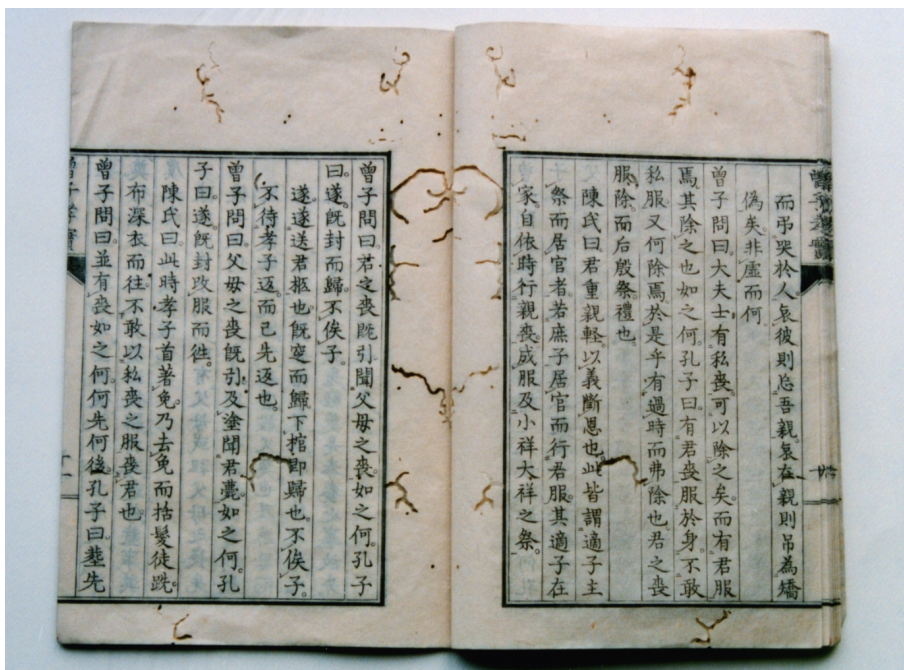 而弔哭於人哀彼則忘吾親哀在親則吊為矯
偽矣非虛而何
曾子問曰大夫士有私喪可以除之矣而有君服
焉其除之也如之何孔子曰有君喪服於身不敢
私服又何除焉於是乎有過時而弗除也君之喪
服除而后殷祭禮也
陳氏曰君重親輕以義斷恩也此皆謂適子主
祭而居官者若庶子居官而行君服其適子在
家自依時行親喪成服及小祥大祥之祭
曾子問曰君之喪既引聞父母之喪如之何孔子
曰遂既封而歸不俟子
遂遂送君柩也既窆而歸下棺即歸也不俟子
不待孝子返而己先返也
曾子問曰父母之喪既引及塗聞君薨如之何孔
子曰遂既封改服而徃
陳氏曰此時孝子首著免乃去免而括髮徒跣
布深衣而往不敢以私喪之服喪君也
曾子問曰並有喪如之何何先何後孔子曰塟先